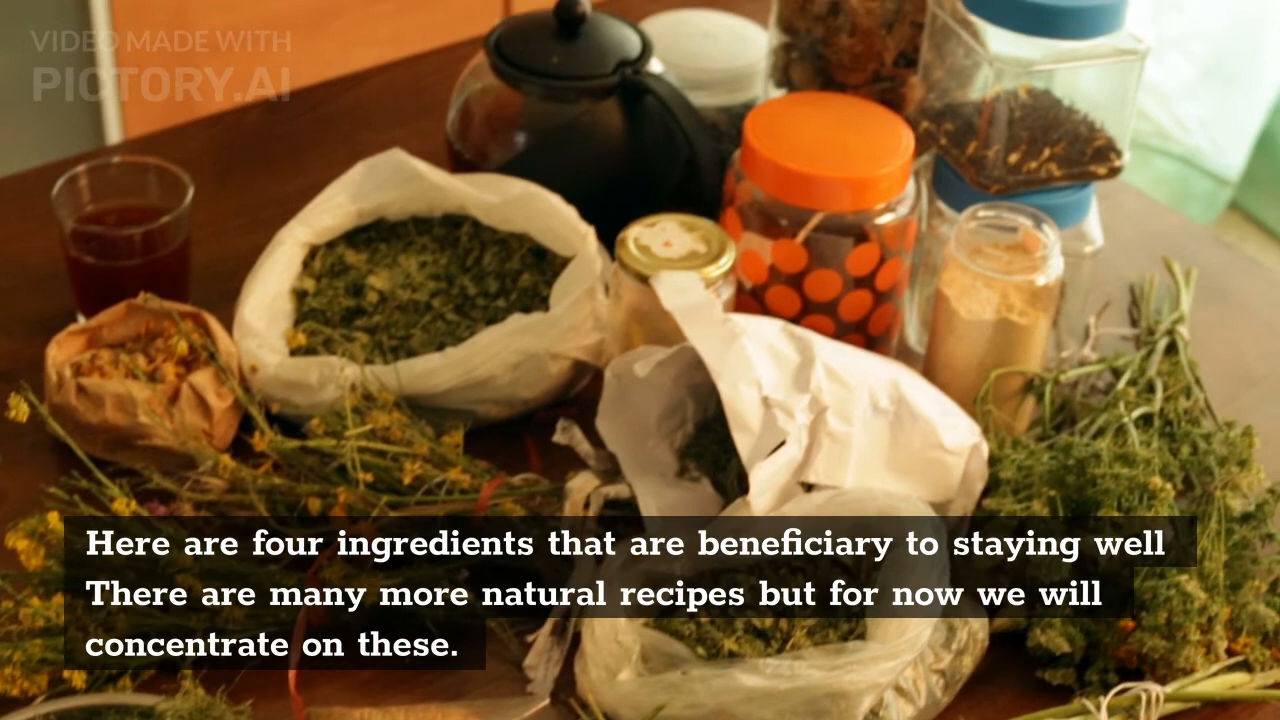 VIDEO MADE WITH
PICTORY.AI
Here are four ingredients that are beneficiary to staying well
There are many more natural recipes but for now we will
concentrate on these.